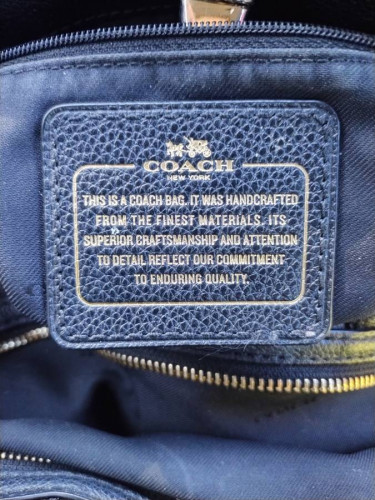 COACH
NEW YORK
THIS IS A COACH BAG. IT WAS HANDCRAFTED
FROM THE FINEST MATERIALS. ITS
SUPERIOR CRAFTSMANSHIP AND ATTENTION
TO DETAIL REFLECT OUR COMMITMENT
TO ENDURING QUALITY.